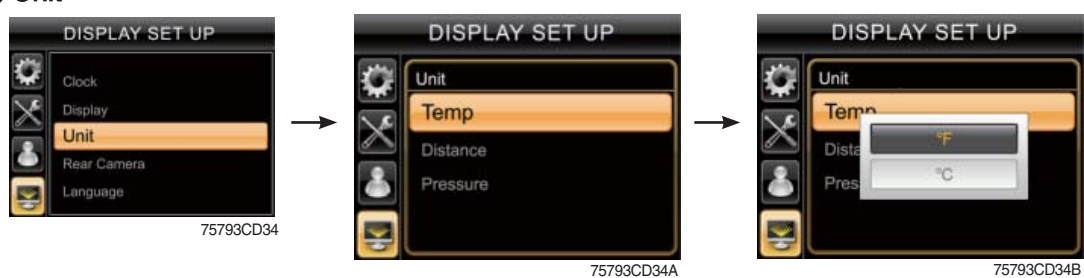 Unit
DISPLAY SET UP
Clock
Display
Unit
Rear Camera
Language
75793CD34
DISPLAY SET UP
Unit
Temp
Distance
Pressure
75793CD34A
DISPLAY SET UP
Unit
Temp
°F
Dista
°C
Pres
75793CD34B